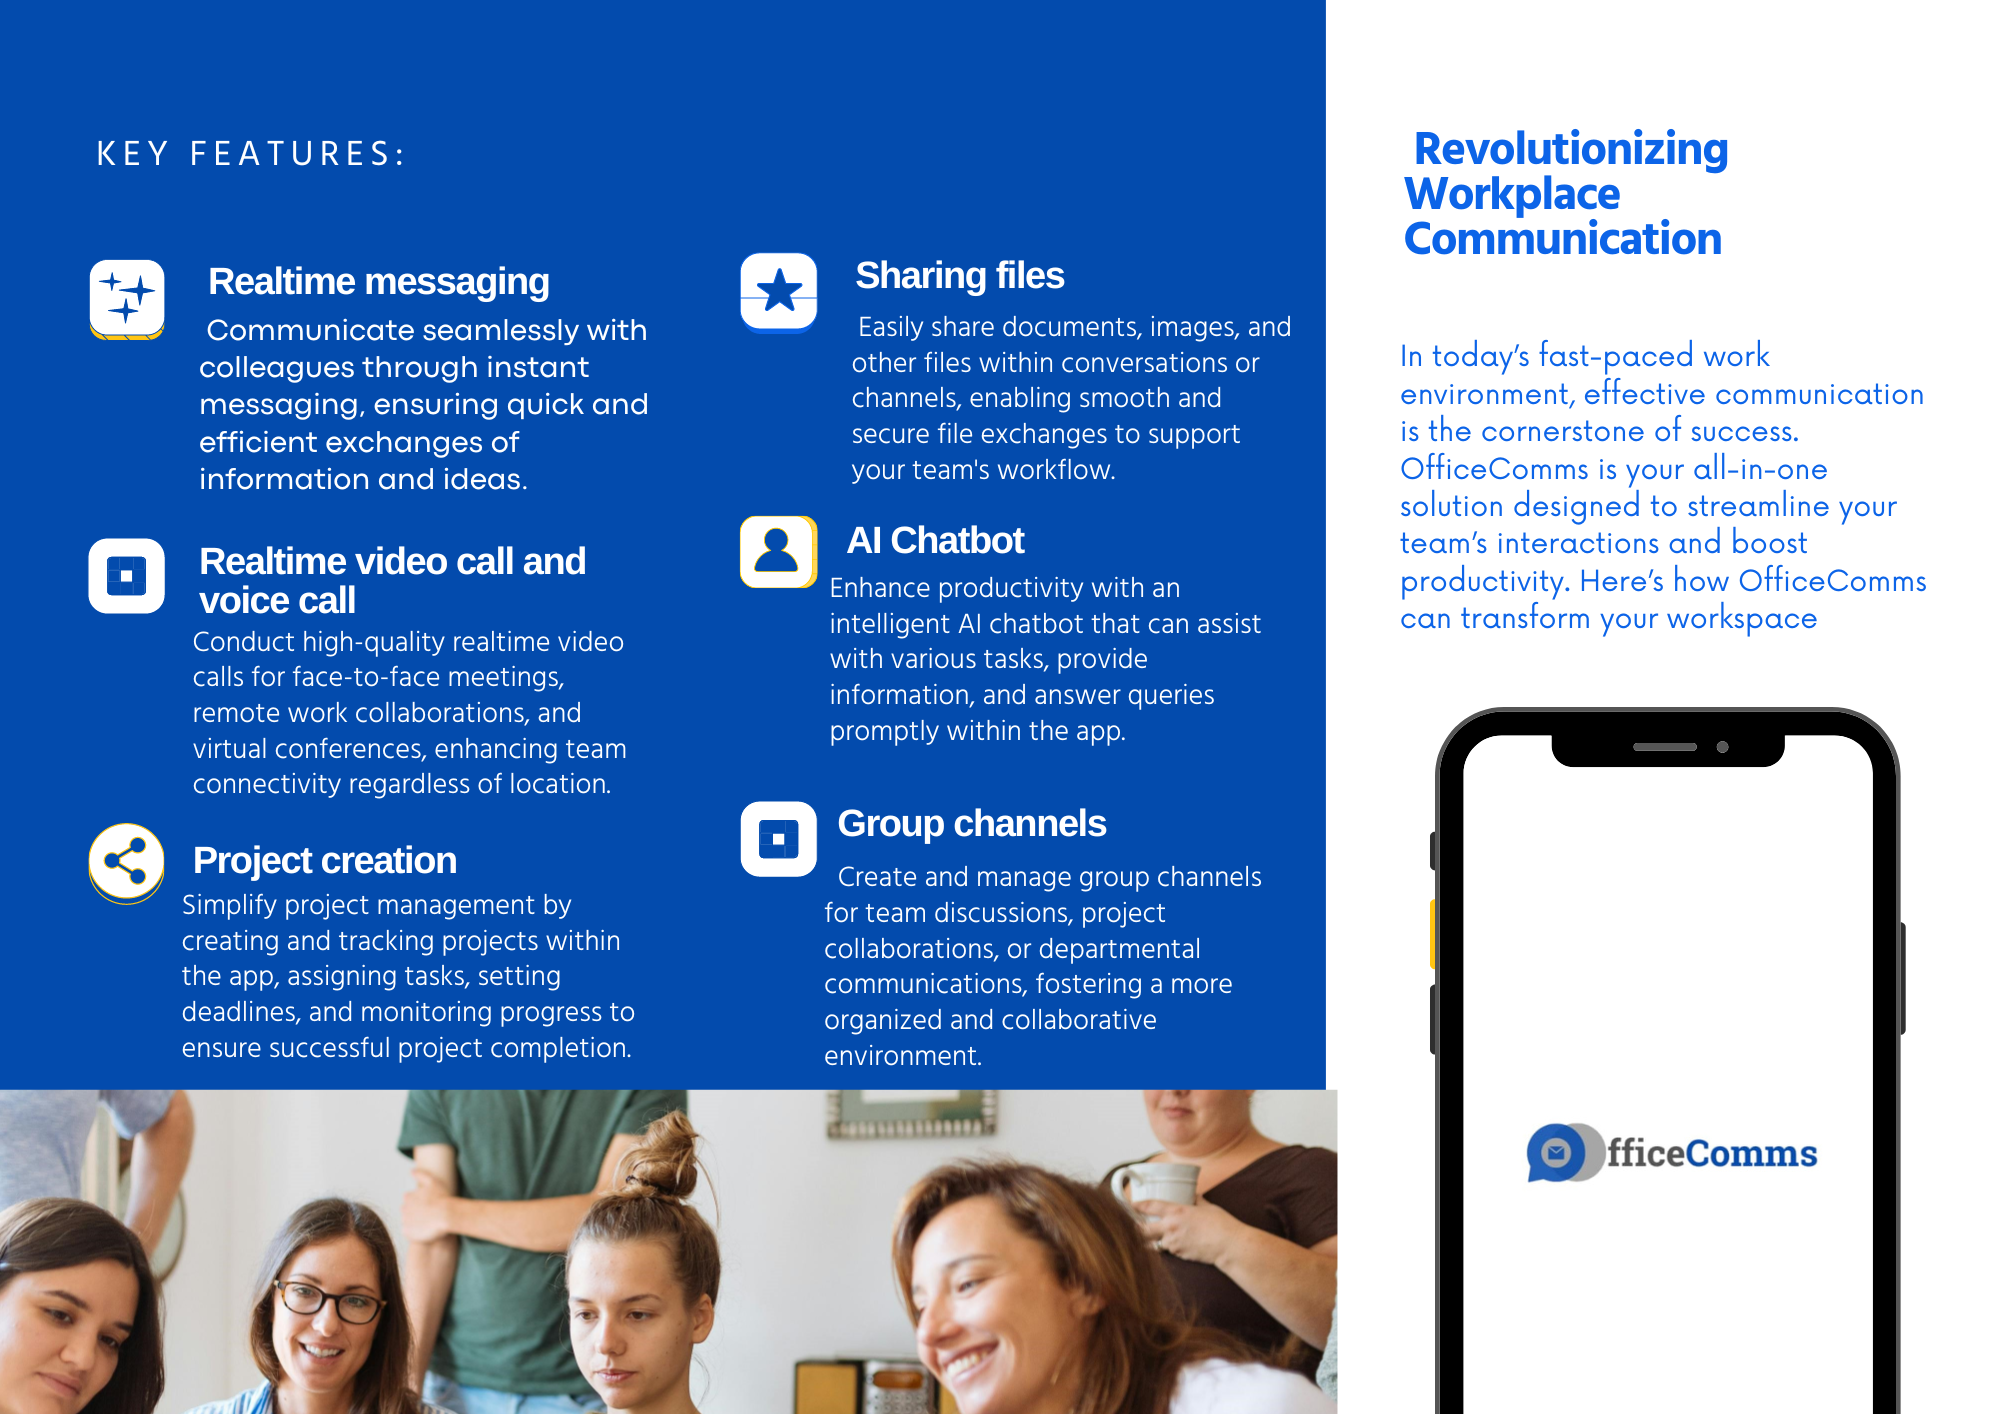 KEY FEATURES:
Realtime messaging
Communicate seamlessly with
colleagues through instant
messaging, ensuring quick and
efficient exchanges of
information and ideas.
Realtime video call and
voice call
Conduct high-quality realtime video
calls for face-to-face meetings,
remote work collaborations, and
virtual conferences, enhancing team
connectivity regardless of location.
Project creation
Simplify project management by
creating and tracking projects within
the app, assigning tasks, setting
deadlines, and monitoring progress to
ensure successful project completion.
Sharing files
Easily share documents, images, and
other files within conversations or
channels, enabling smooth and
secure file exchanges to support
your team's workflow.
AI Chatbot
Enhance productivity with an
intelligent AI chatbot that can assist
with various tasks, provide
information, and answer queries
promptly within the app.
Group channels
Create and manage group channels
for team discussions, project
collaborations, or departmental
communications, fostering a more
organized and collaborative
environment.
Revolutionizing
Workplace
Communication
In today's fast-paced work
environment, effective communication
is the cornerstone of success.
OfficeComms is your all-in-one
solution designed to streamline your
team's interactions and boost
productivity. Here's how OfficeComms
can transform your workspace
OfficeComms